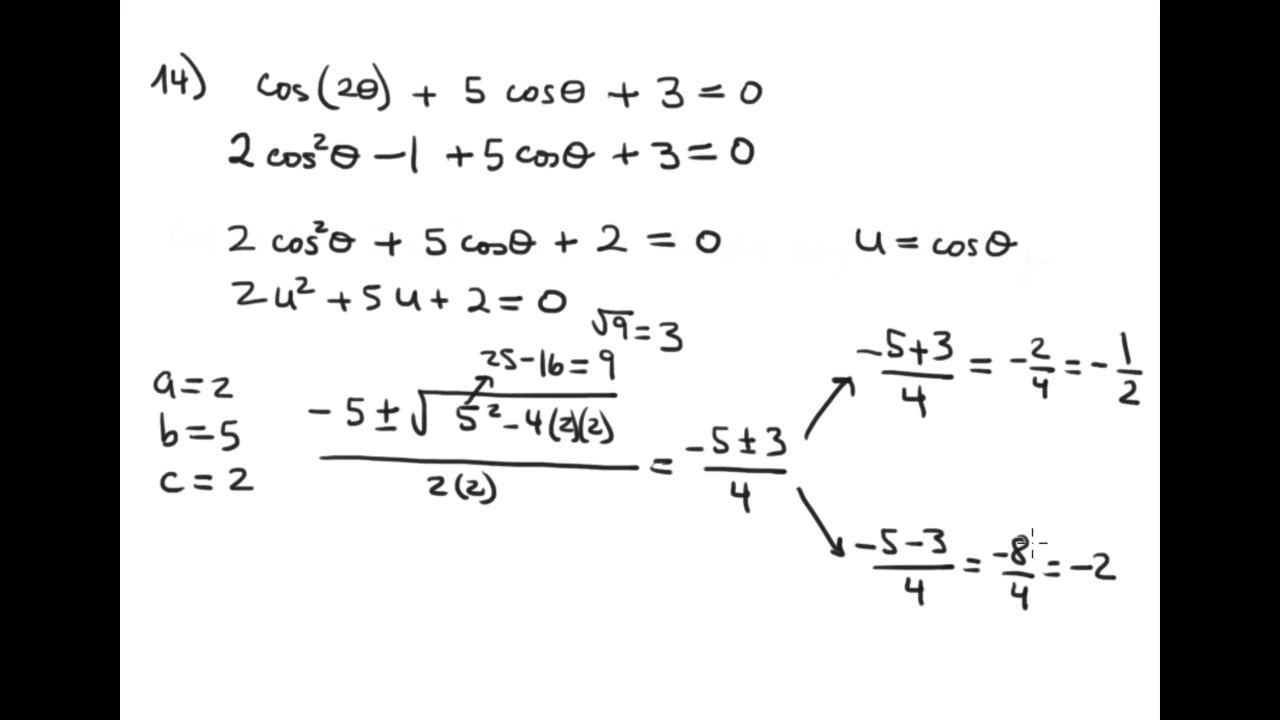 14) cos(2θ) + 5 cosθ + 3 = 0
2 cos²θ - 1 + 5 cosθ + 3 = 0
2 cos²θ + 5 cosθ + 2 = 0
u = cosθ
2u² + 5u + 2 = 0
√9 = 3
25 - 16 = 9
a = 2
b = 5
c = 2
-5 ± √5² - 4(2)(2)
2(2)
= -5 ± 3
4
-5+3 / 4 = -2/4 = -1/2
-5-3 / 4 = -8/4 = -2